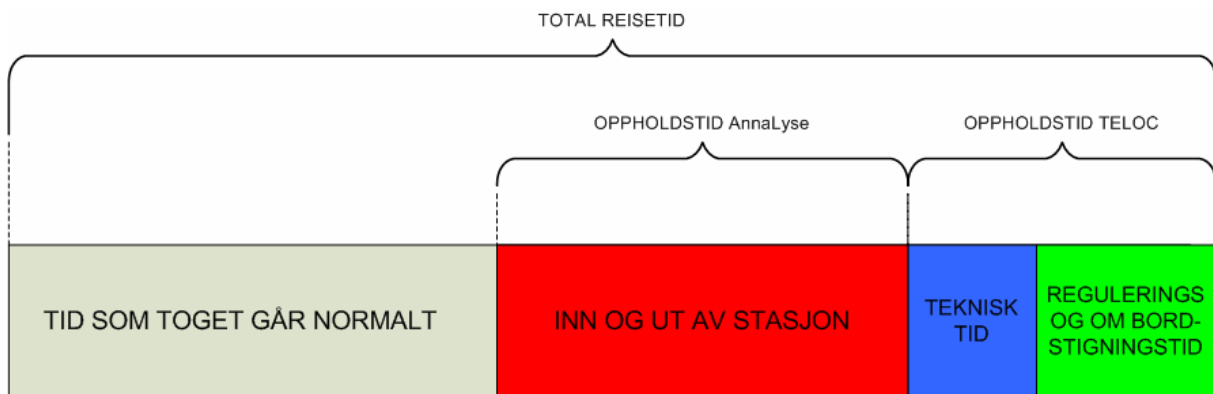 TOTAL REISETID
OPPHOLDSTID AnnaLyse
OPPHOLDSTID TELOC
TID SOM TOGET GÅR NORMALT
INN OG UT AV STASJON
TEKNISK
TID
REGULERINGS
OG OM BORD-
STIGNINGSTID